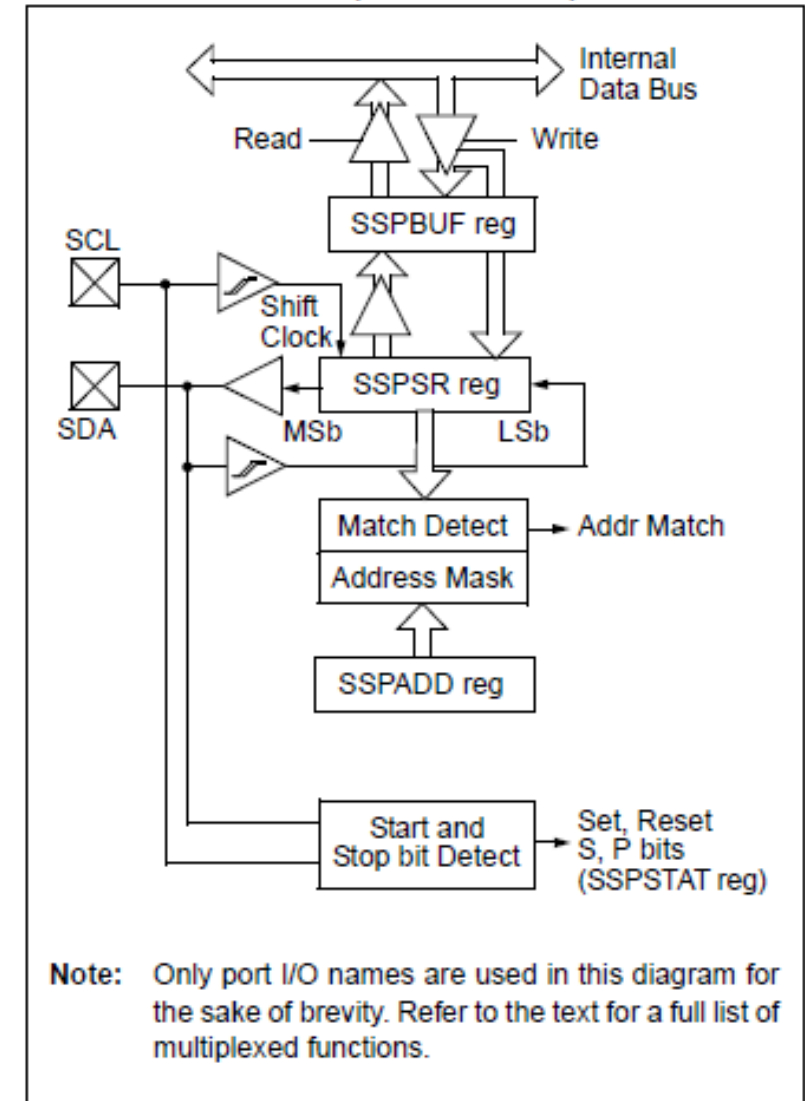 Internal
Data Bus
Read
Write
SSPBUF reg
SCL
Shift
Clock
SSPSR reg
SDA
MSb
LSb
Match Detect
Addr Match
Address Mask
SSPADD reg
Start and
Stop bit Detect
Set, Reset
S, P bits
(SSPSTAT reg)
Note: Only port I/O names are used in this diagram for
the sake of brevity. Refer to the text for a full list of
multiplexed functions.